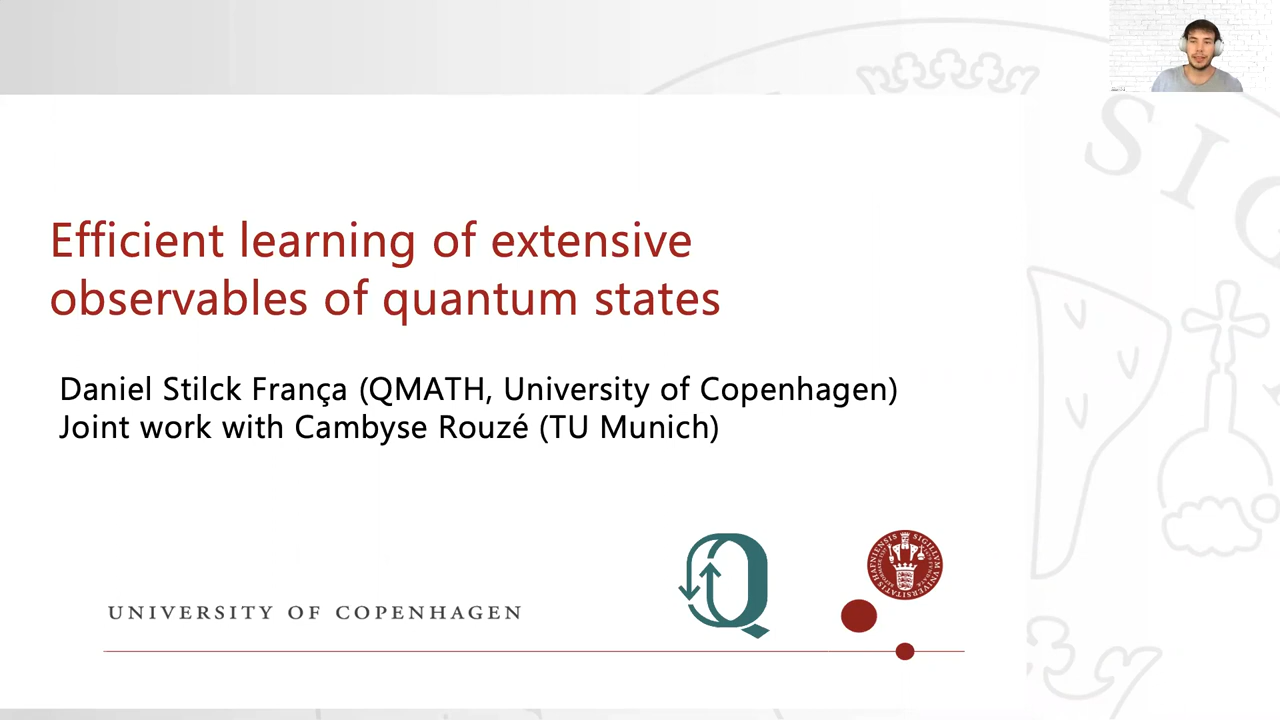 Efficient learning of extensive
observables of quantum states
Daniel Stilck França (QMATH, University of Copenhagen)
Joint work with Cambyse Rouzé (TU Munich)
UNIVERSITY OF COPENHAGEN